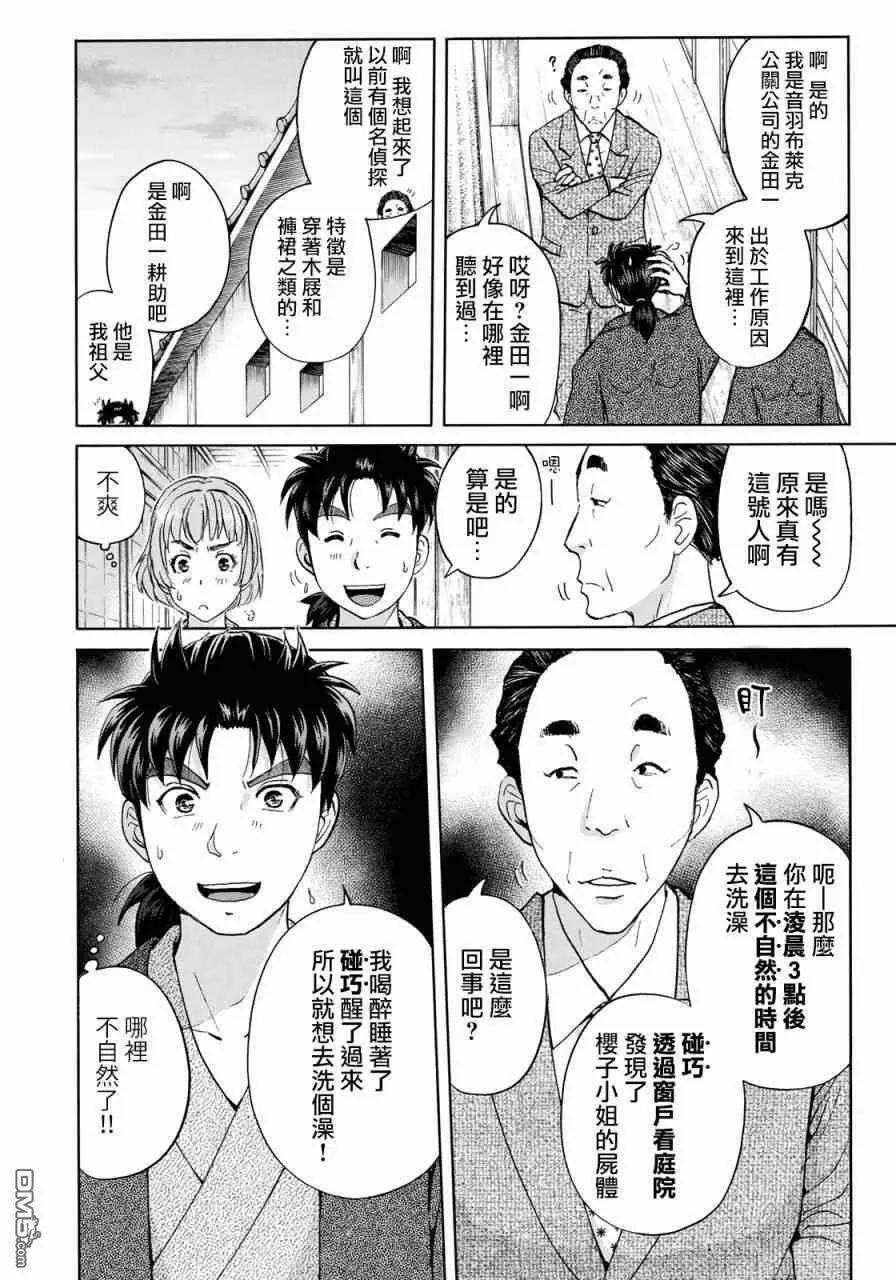 啊 是的
我是音羽布萊克
公關公司的金田一
出於工作原因
來到這裡…
?
哎呀?金田一啊
好像在哪裡
聽到過…
啊 我想起來了
以前有個名偵探
就叫這個
特徵是
穿著木屐和
褲裙之類的…
啊
是金田一耕助吧
他是
我祖父
是嗎～～
原來真有
這號人啊
嗯—
是的
算是吧…
不爽
盯～
呃—那麼
你在凌晨3點後
這個不自然的時間
去洗澡
碰巧
透過窗戶看庭院
發現了
櫻子小姐的屍體
是這麼
回事吧?
我喝醉睡著了
碰巧醒了過來
所以就想去洗個澡!
哪裡
不自然了!!
DM5.com